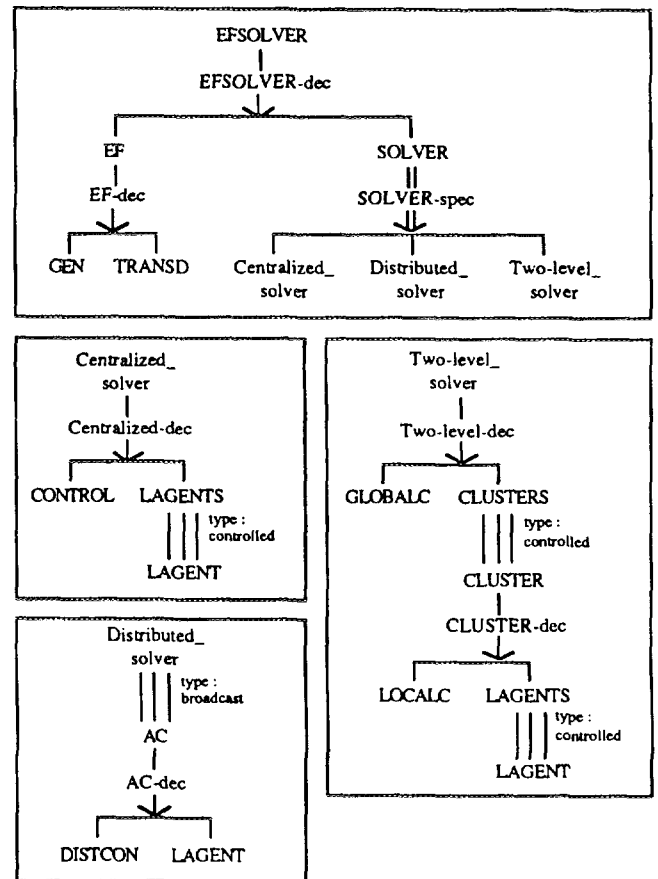 EFSOLVER
EFSOLVER-dec
EF SOLVER
EF-dec SOLVER-spec
GEN TRANSD Centralized_ Distributed_ Two-level_
solver solver solver
Centralized_
solver
Centralized-dec
CONTROL LAGENTS
type :
controlled
LAGENT
Two-level_
solver
Two-level-dec
GLOBALC CLUSTERS
type :
controlled
CLUSTER
CLUSTER-dec
LOCALC LAGENTS
type :
controlled
LAGENT
Distributed_
solver
type :
broadcast
AC
AC-dec
DISTCON LAGENT